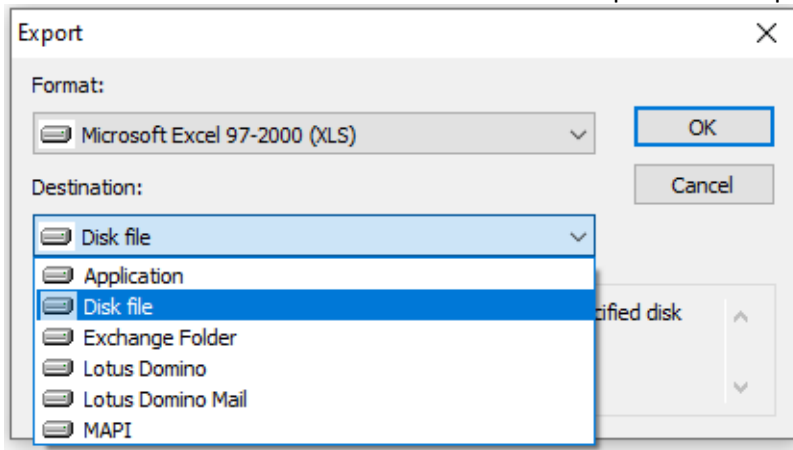 Export
Format:
Microsoft Excel 97-2000 (XLS)
OK
Destination:
Cancel
Disk file
Application
Disk file
disk
Exchange Folder
Lotus Domino
Lotus Domino Mail
MAPI